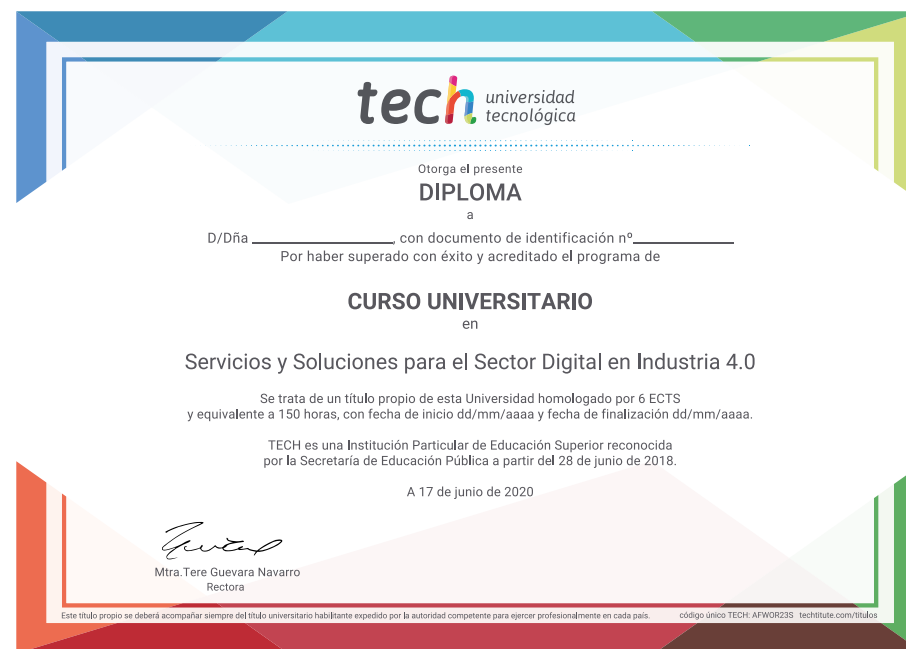 tech universidad
tecnológica
Otorga el presente
DIPLOMA
a
D/Dña ____________________, con documento de identificación nº______________
Por haber superado con éxito y acreditado el programa de
CURSO UNIVERSITARIO
en
Servicios y Soluciones para el Sector Digital en Industria 4.0
Se trata de un título propio de esta Universidad homologado por 6 ECTS
y equivalente a 150 horas, con fecha de inicio dd/mm/aaaa y fecha de finalización dd/mm/aaaa.
TECH es una Institución Particular de Educación Superior reconocida
por la Secretaría de Educación Pública a partir del 28 de junio de 2018.
A 17 de junio de 2020
Mtra.Tere Guevara Navarro
Rectora
Este título propio se deberá acompañar siempre del título universitario habilitante expedido por la autoridad competente para ejercer profesionalmente en cada país. código único TECH: AFWOR23S techtitute.com/titulos